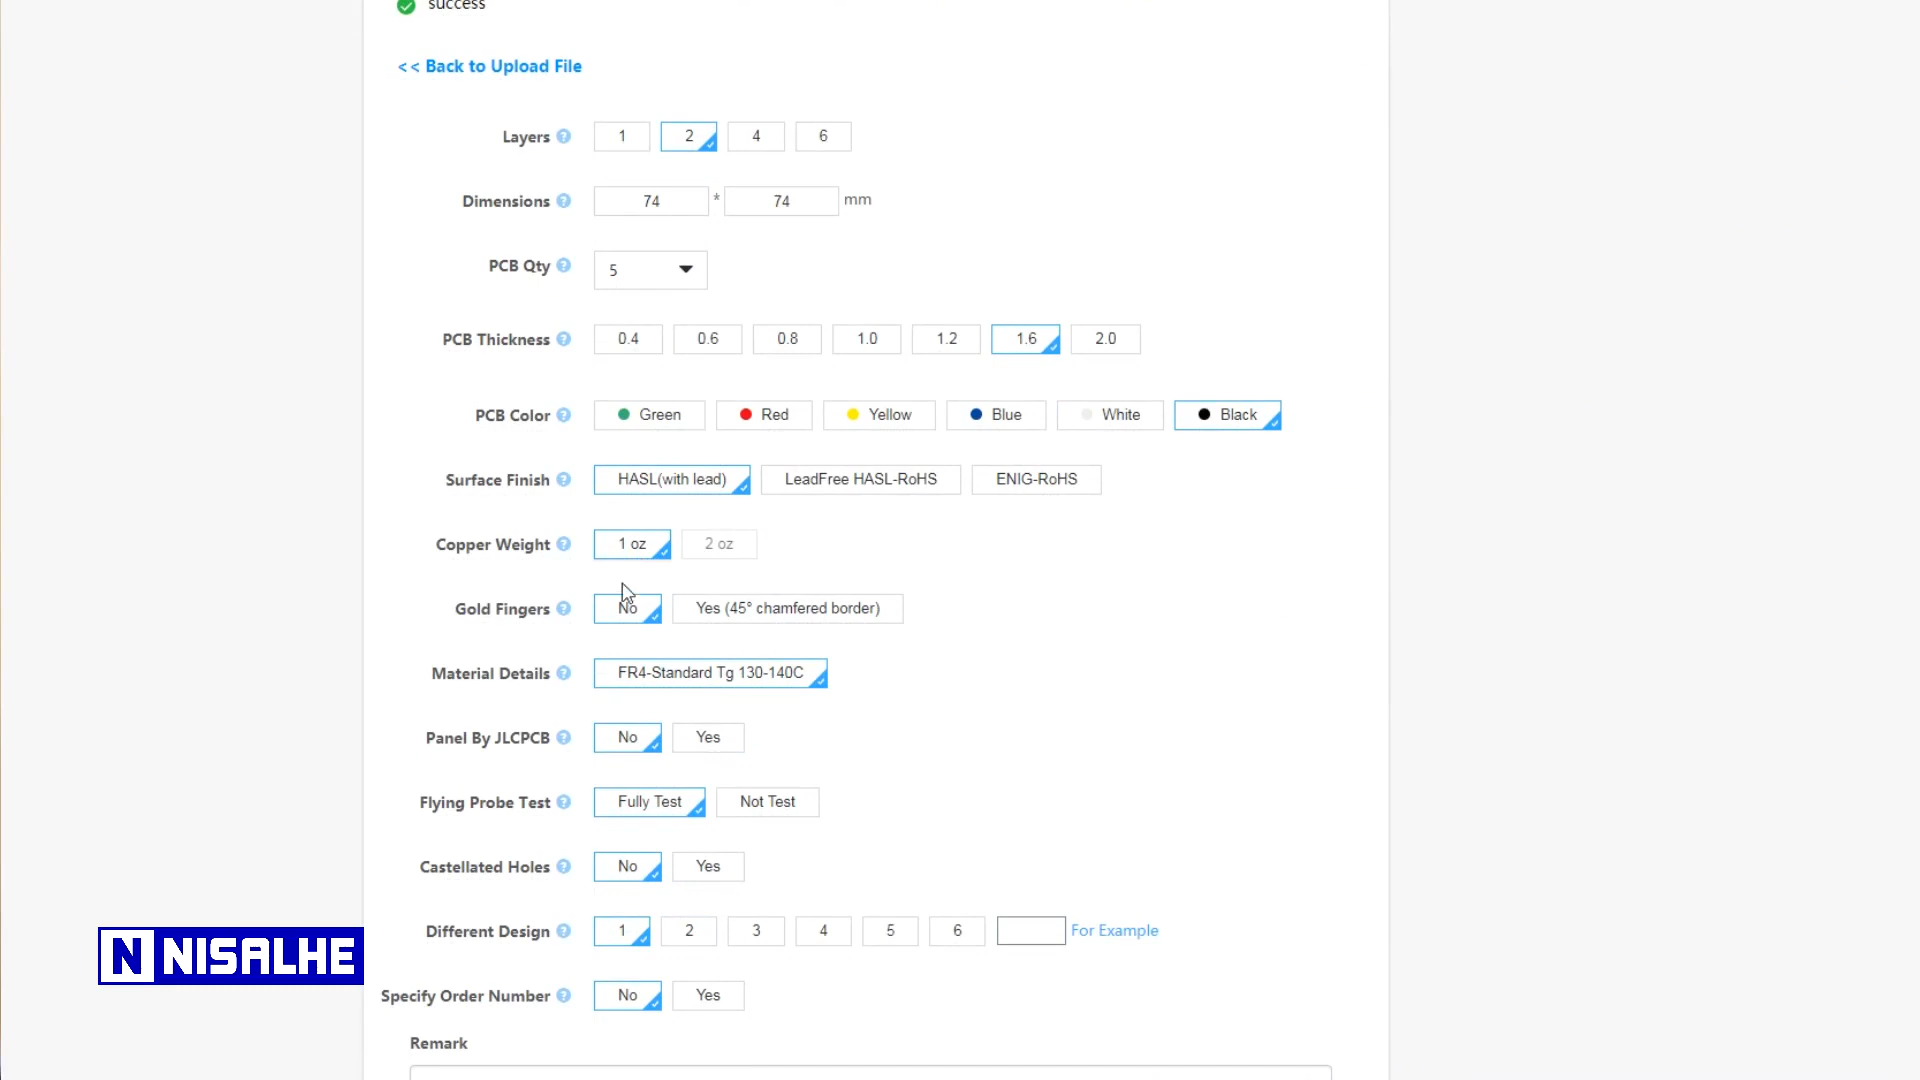 success
<< Back to Upload File
Layers ? 1 2 4 6
Dimensions ? 74 * 74 mm
PCB Qty ? 5
PCB Thickness ? 0.4 0.6 0.8 1.0 1.2 1.6 2.0
PCB Color ? Green Red Yellow Blue White Black
Surface Finish ? HASL(with lead) LeadFree HASL-RoHS ENIG-RoHS
Copper Weight ? 1 oz 2 oz
Gold Fingers ? No Yes (45° chamfered border)
Material Details ? FR4-Standard Tg 130-140C
Panel By JLCPCB ? No Yes
Flying Probe Test ? Fully Test Not Test
Castellated Holes ? No Yes
Different Design ? 1 2 3 4 5 6 For Example
N NISALHE
Specify Order Number ? No Yes
Remark